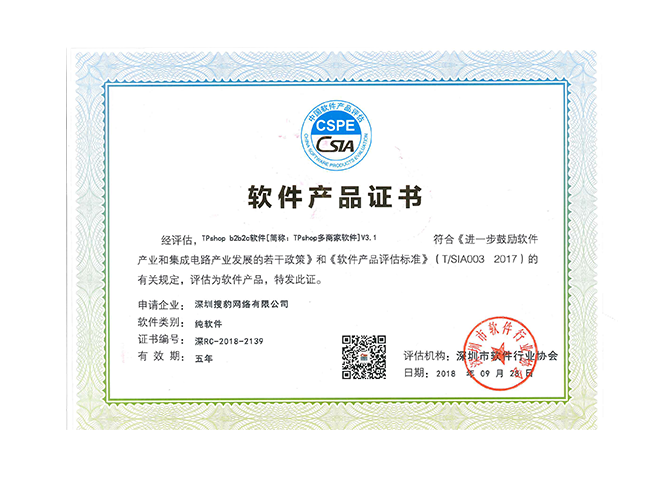 中国软件产品评估
CSPE
CSIA
CHINA SOFTWARE PRODUCTS EVALUATION
软件产品证书
经评估，TPshop b2b2c软件[简称：TPshop多商家软件]V3.1 符合《进一步鼓励软件
产业和集成电路产业发展的若干政策》和《软件产品评估标准》（T/SIA003 2017）的
有关规定，评估为软件产品，特发此证。
申请企业：深圳搜豹网络有限公司
软件类别：纯软件
证书编号：深RC-2018-2139
有 效 期：五年
评估机构：深圳市软件行业协会
日期：2018 年 09 月 28 日
深圳市软件行业协会